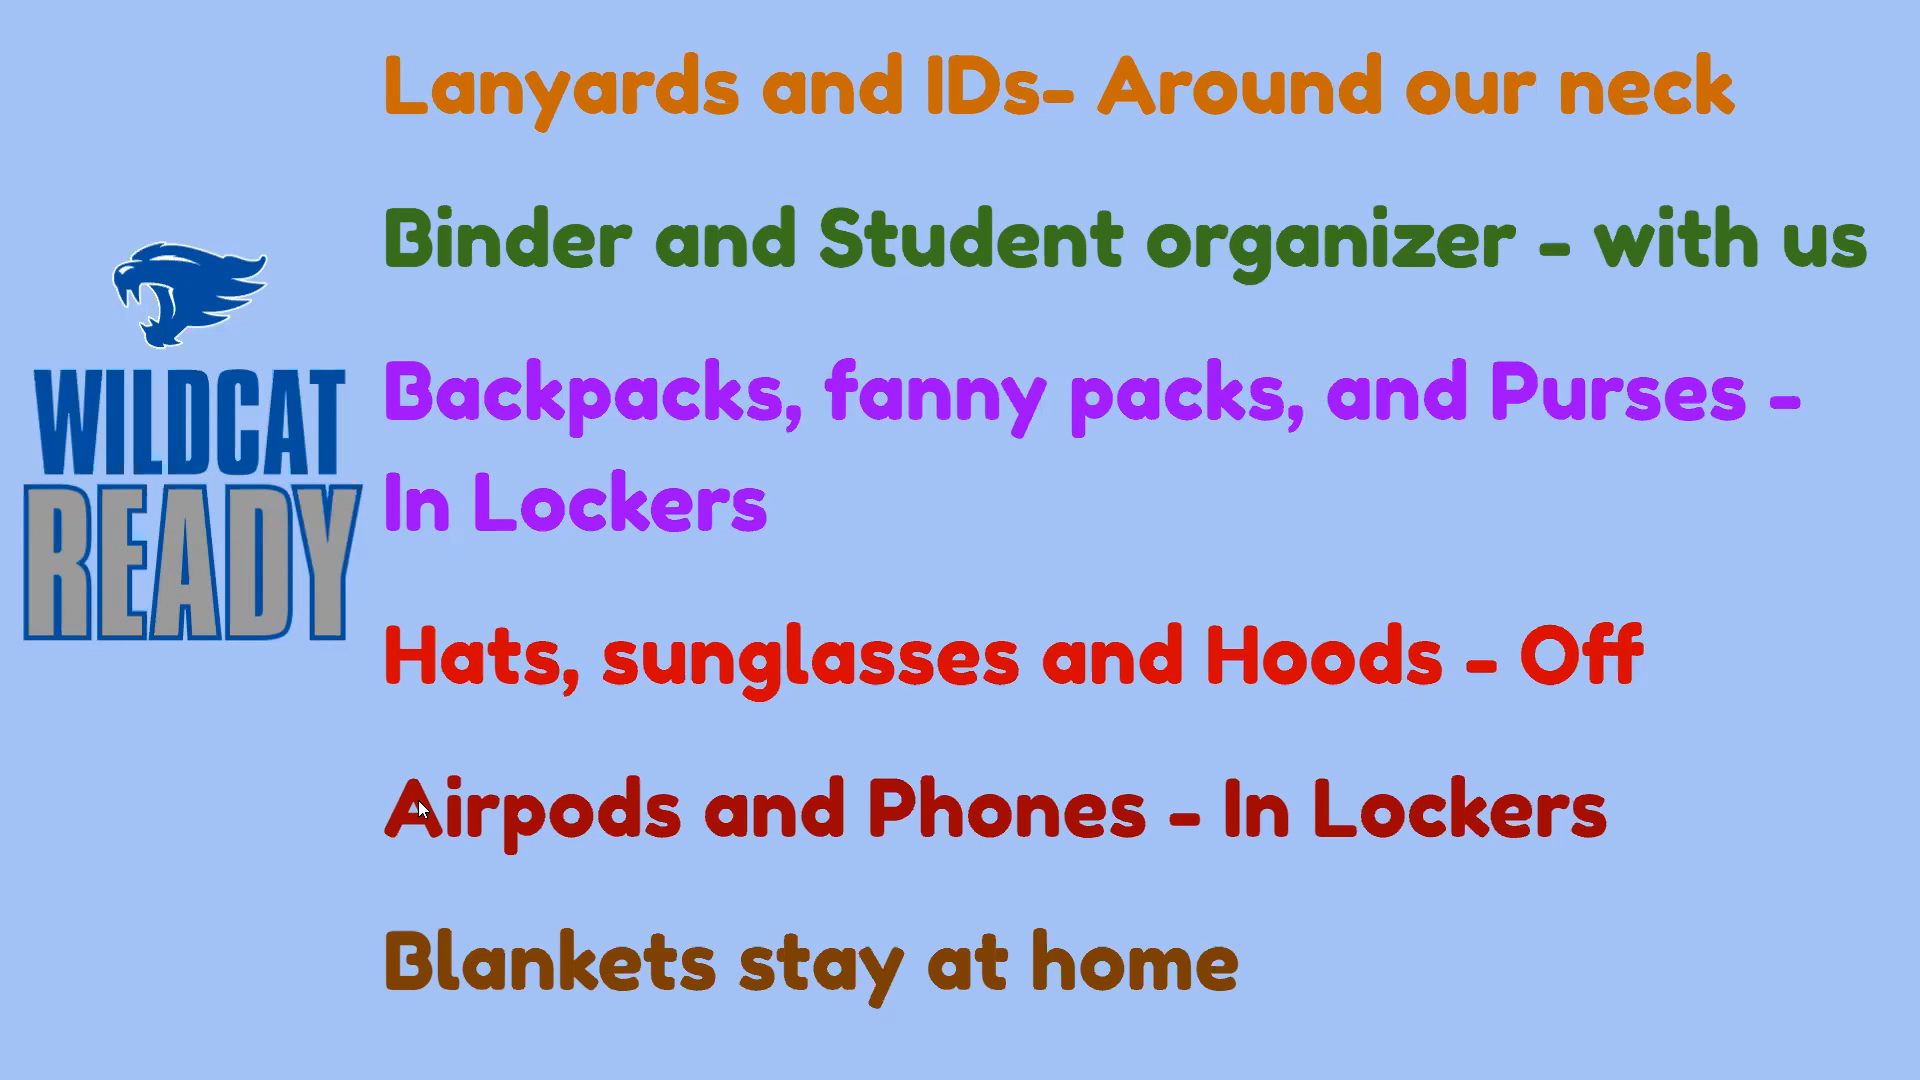 Lanyards and IDs- Around our neck
Binder and Student organizer - with us
WILDCAT
READY
Backpacks, fanny packs, and Purses -
In Lockers
Hats, sunglasses and Hoods - Off
Airpods and Phones - In Lockers
Blankets stay at home